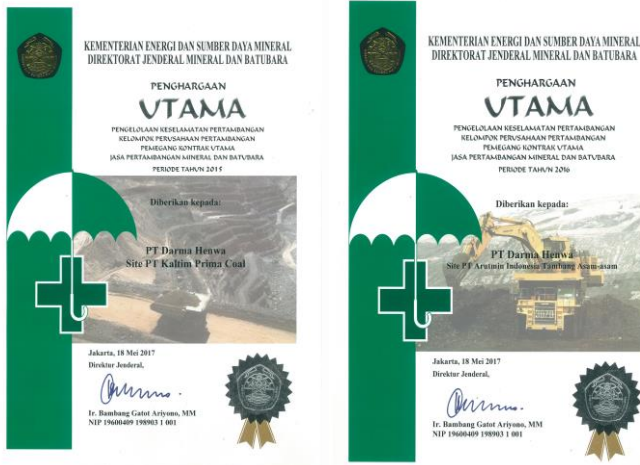 KEMENTERIAN ENERGI DAN SUMBER DAYA MINERAL
DIREKTORAT JENDERAL MINERAL DAN BATUBARA
PENGHARGAAN
UTAMA
PENGELOLAAN KESELAMATAN PERTAMBANGAN
KELOMPOK PERUSAHAAN PERTAMBANGAN
PEMEGANG KONTRAK UTAMA
JASA PERTAMBANGAN MINERAL DAN BATUBARA
PERIODE TAHUN 2015
Diberikan kepada:
PT Darma Henwa
Site PT Kaltim Prima Coal
Jakarta, 18 Mei 2017
Direktur Jenderal,
Ir. Bambang Gatot Ariyono, MM
NIP 19600409 198903 1 001
KEMENTERIAN ENERGI DAN SUMBER DAYA MINERAL
DIREKTORAT JENDERAL MINERAL DAN BATUBARA
PENGHARGAAN
UTAMA
PENGELOLAAN KESELAMATAN PERTAMBANGAN
KELOMPOK PERUSAHAAN PERTAMBANGAN
PEMEGANG KONTRAK UTAMA
JASA PERTAMBANGAN MINERAL DAN BATUBARA
PERIODE TAHUN 2016
Diberikan kepada:
PT Darma Henwa
Site PT Arutmin Indonesia Tambang Asam-asam
Jakarta, 18 Mei 2017
Direktur Jenderal,
Ir. Bambang Gatot Ariyono, MM
NIP 19600409 198903 1 001